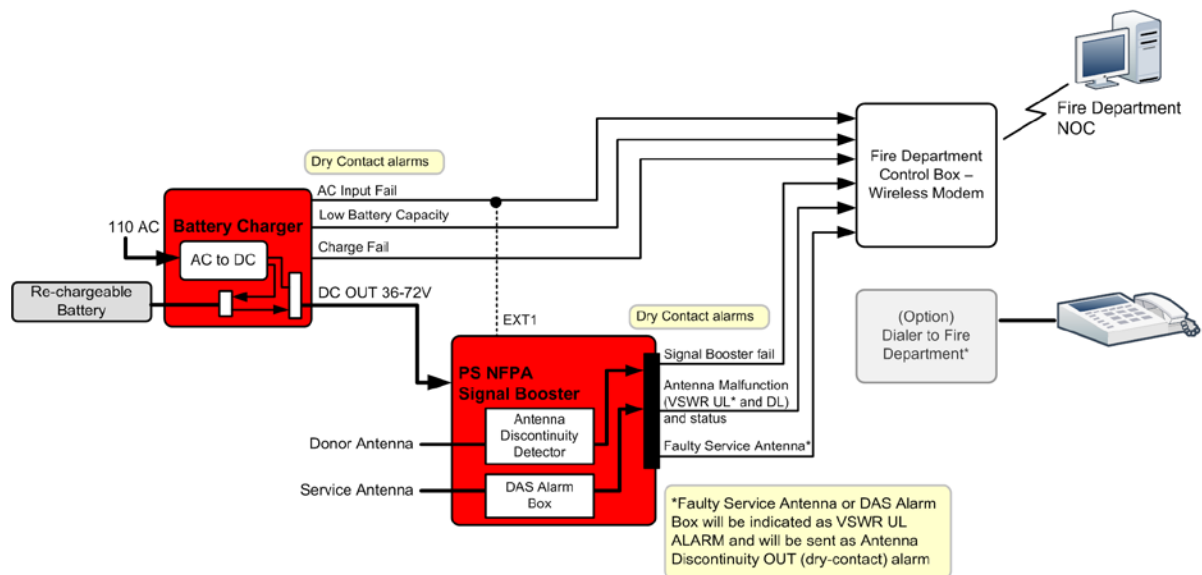 Fire Department
NOC
Dry Contact alarms
AC Input Fail
Low Battery Capacity
Charge Fail
110 AC
Battery Charger
AC to DC
Re-chargeable
Battery
DC OUT 36-72V
EXT1
Fire Department
Control Box –
Wireless Modem
(Option)
Dialer to Fire
Department*
Dry Contact alarms
Signal Booster fail
Antenna Malfunction
(VSWR UL* and DL)
and status
Faulty Service Antenna*
PS NFPA
Signal Booster
Antenna
Discontinuity
Detector
DAS Alarm
Box
Donor Antenna
Service Antenna
*Faulty Service Antenna or DAS Alarm
Box will be indicated as VSWR UL
ALARM and will be sent as Antenna
Discontinuity OUT (dry-contact) alarm